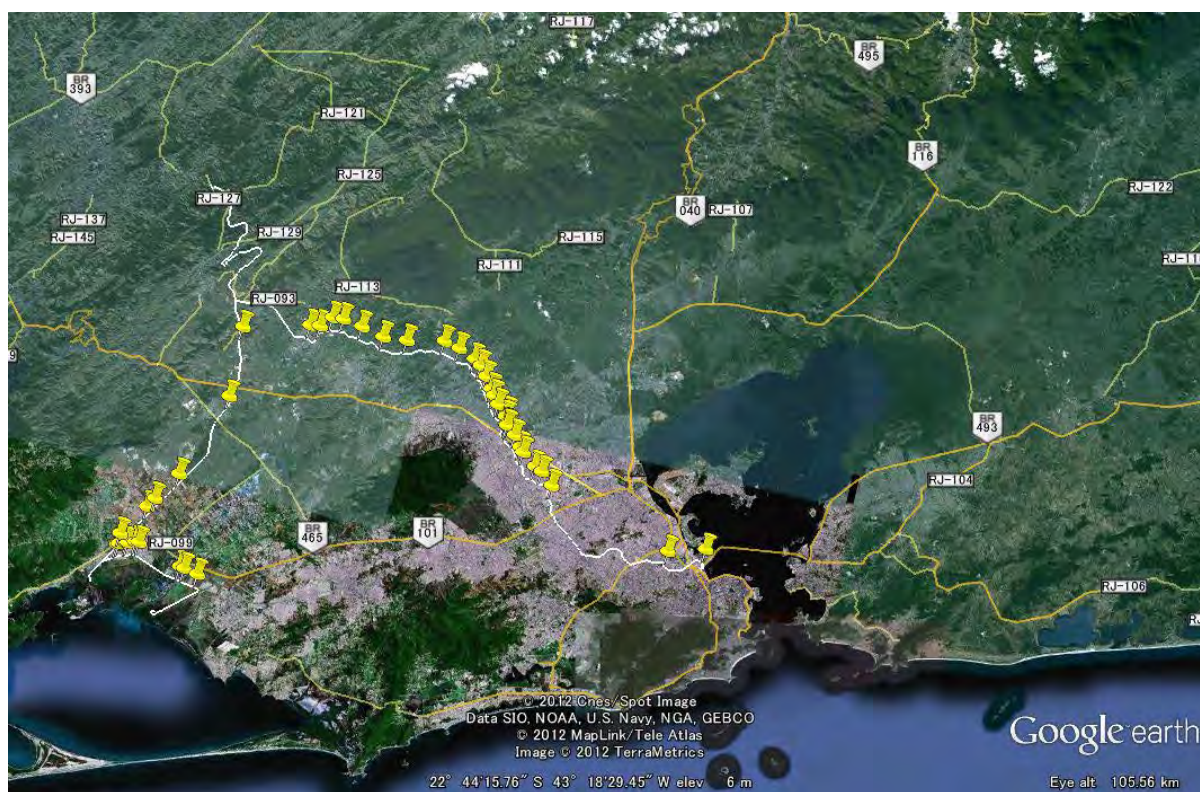 RJ-117
BR
495
BR
393
RJ-121
BR
116
RJ-125
RJ-122
RJ-127
BR
040
RJ-107
RJ-137
RJ-145
RJ-129
RJ-115
RJ-111
RJ-113
RJ-093
BR
493
RJ-104
BR
465
BR
101
RJ-099
RJ-106
© 2012 Cnes/Spot Image
Data SIO, NOAA, U.S. Navy, NGA, GEBCO
© 2012 MapLink/Tele Atlas
Image © 2012 TerraMetrics
Google earth
22° 44'15.76" S 43° 18'29.45" W elev 6 m
Eye alt 105.56 km